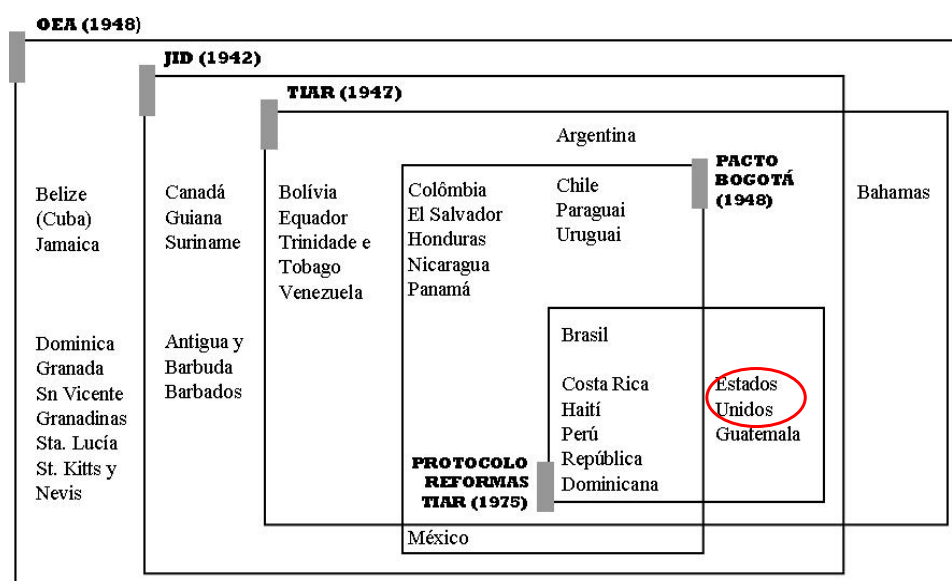 OEA (1948)
JID (1942)
TIAR (1947)
Argentina
PACTO
BOGOTÁ
(1948)
Belize
(Cuba)
Jamaica
Canadá
Guiana
Suriname
Bolívia
Equador
Trinidade e
Tobago
Venezuela
Colômbia
El Salvador
Honduras
Nicaragua
Panamá
Chile
Paraguai
Uruguai
Bahamas
Dominica
Granada
Sn Vicente
Granadinas
Sta. Lucía
St. Kitts y
Nevis
Antigua y
Barbuda
Barbados
Brasil
Costa Rica
Haití
Perú
República
Dominicana
Estados
Unidos
Guatemala
PROTOCOLO
REFORMAS
TIAR (1975)
México